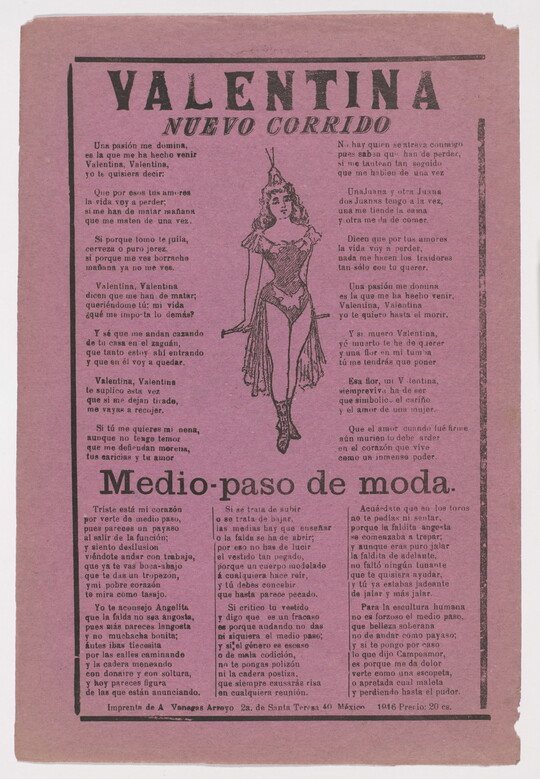 VALENTINA
NUEVO CORRIDO
Una pasión me domina,
es la que me ha hecho venir
Valentina, Valentina,
yo te quisiera decir:
Que por esos tus amores
la vida voy a perder;
si me han de matar mañana
que me maten de una vez.
Si porque tomo tequila,
cerveza o puro jerez,
si porque me ves borracho
mañana ya no me ves.
Valentina, Valentina
dicen que me han de matar;
queriéndome tú; mi vida
¿qué me importa lo demás?
Y sé que me andan cazando
de tu casa en el zaguán,
que tanto estoy ahí entrando
y que en él voy a quedar.
Valentina, Valentina
te suplico esta vez
que si me dejan tirado,
me vayas a recojer.
Si tú me quieres mi nena,
aunque no tengo temor
que me defiendan morena,
tus caricias y tu amor
No hay quien se atreva conmigo
pues saben que han de perder,
si me tantean tan seguido
que me hablen de una vez
Una Juana y otra Juana
dos Juanas tengo a la vez,
una me tiende la cama
y otra me da de comer.
Dicen que por tus amores
la vida voy a perder,
nada me hacen los traidores
tan sólo con tu querer.
Una pasión me domina
es la que me ha hecho venir,
Valentina, Valentina
yo te quiero hasta el morir.
Y si muero Valentina,
yo muerto te he de querer
y una flor en mi tumba
tú me tendrás que poner.
Esa flor, mi Valentina,
siempreviva ha de ser
que simbolice el cariño
y el amor de una mujer.
Que el amor cuando fué firme
aún muriento debe arder
en el corazón que vive
como un inmenso poder.
Medio-paso de moda.
Triste está mi corazón
por verte de medio paso,
pues pareces un payaso
al salir de la función;
y siento desilusion
viéndote andar con trabajo,
que ya te vas boca-abajo
que te das un tropezón,
y mi pobre corazón
te mira como tasajo.
Yo te aconsejo Angelita
que la falda no sea angosta,
pues más pareces langosta
y no muchacha bonita;
Antes ibas tiecesita
por las calles caminando
y la cadera meneando
con donaire y con soltura,
y hoy pareces figura
de las que están anunciando.
Si se trata de subir
o se trata de bajar,
las medias hay que enseñar
o la falda se ha de abrir;
por eso no has de lucir
el vestido tan pegado,
porque un cuerpo modelado
á cualquiera hace reir,
y tú debes concebir
que hasta parece pecado.
Si critico tu vestido
y digo que es un fracaso
es porque andando no das
ni siquiera el medio paso;
y si el género es escaso
o de mala codición,
no te pongas polizón
ni la cadera postiza,
que siempre causarás risa
en cualquiera reunión.
Acuérdate que en los toros
no te podías ni sentar,
porque la faldita angosta
se comenzaba a trepar;
y aunque eras puro jalar
la faldita de adelante,
no faltó ningún tunante
que te quisiera ayudar,
y tú ya estabas jadeante
de jalar y más jalar.
Para la escultura humana
no es forzoso el medio paso,
que belleza soberana
no de andar como payaso;
y si te pongo por caso
lo que dijo Campoamor,
es porque me da dolor
verte como una escopeta,
o apretada cual maleta
y perdiendo hasta el pudor.
Imprenta de A Vanegas Arroyo 2a. de Santa Teresa 40 México 1916 Precio: 20 cs.